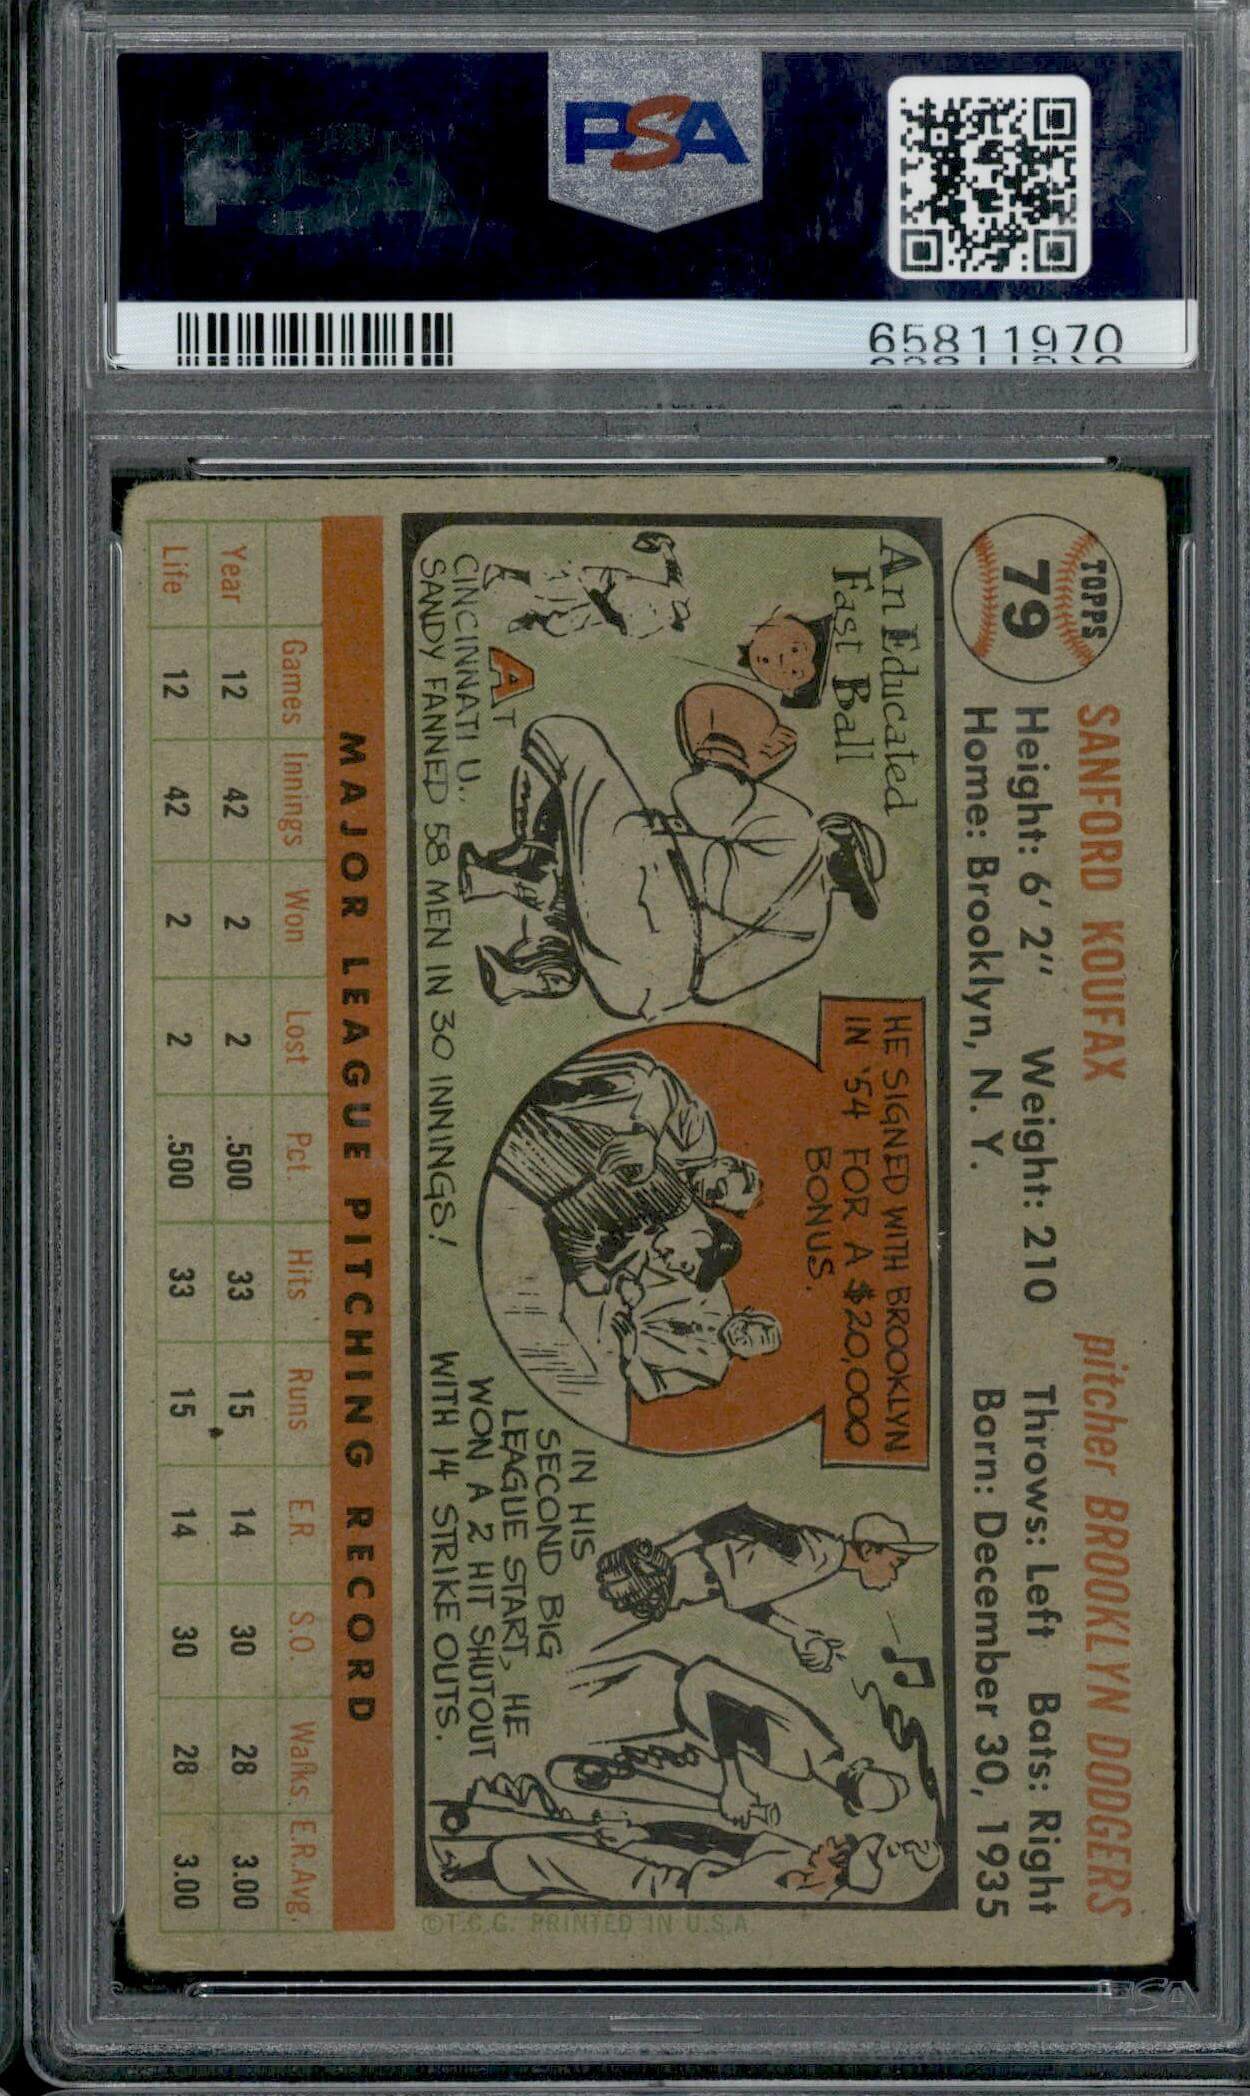 PSA
65811970
TOPPS
79
SANFORD KOUFAX
pitcher BROOKLYN DODGERS
Height: 6' 2" Weight: 210 Throws: Left Bats: Right
Home: Brooklyn, N. Y. Born: December 30, 1935
An Educated
Fast Ball
AT
CINCINNATI U.,
SANDY FANNED 58 MEN IN 30 INNINGS!
HE SIGNED WITH BROOKLYN
IN '54 FOR A $20,000
BONUS.
IN HIS
SECOND BIG
LEAGUE START, HE
WON A 2 HIT SHUTOUT
WITH 14 STRIKE OUTS.
MAJOR LEAGUE PITCHING RECORD
Games Innings Won Lost Pct. Hits Runs E.R. S.O. Walks E.R.Avg.
Year 12 42 2 2 .500 33 15 14 30 28 3.00
Life 12 42 2 2 .500 33 15 14 30 28 3.00
©T.C.G. PRINTED IN U.S.A.
PSA